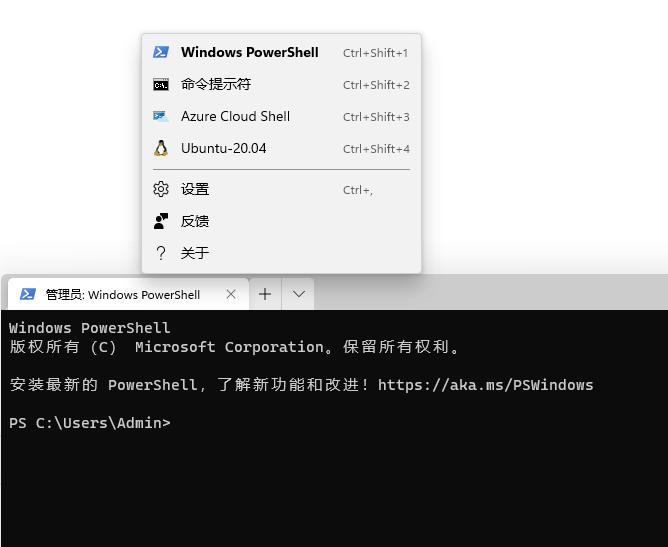 Windows PowerShell Ctrl+Shift+1
命令提示符 Ctrl+Shift+2
Azure Cloud Shell Ctrl+Shift+3
Ubuntu-20.04 Ctrl+Shift+4
设置 Ctrl+,
反馈
关于
管理员: Windows PowerShell
Windows PowerShell
版权所有 (C) Microsoft Corporation。保留所有权利。
安装最新的 PowerShell，了解新功能和改进！https://aka.ms/PSWindows
PS C:\Users\Admin>